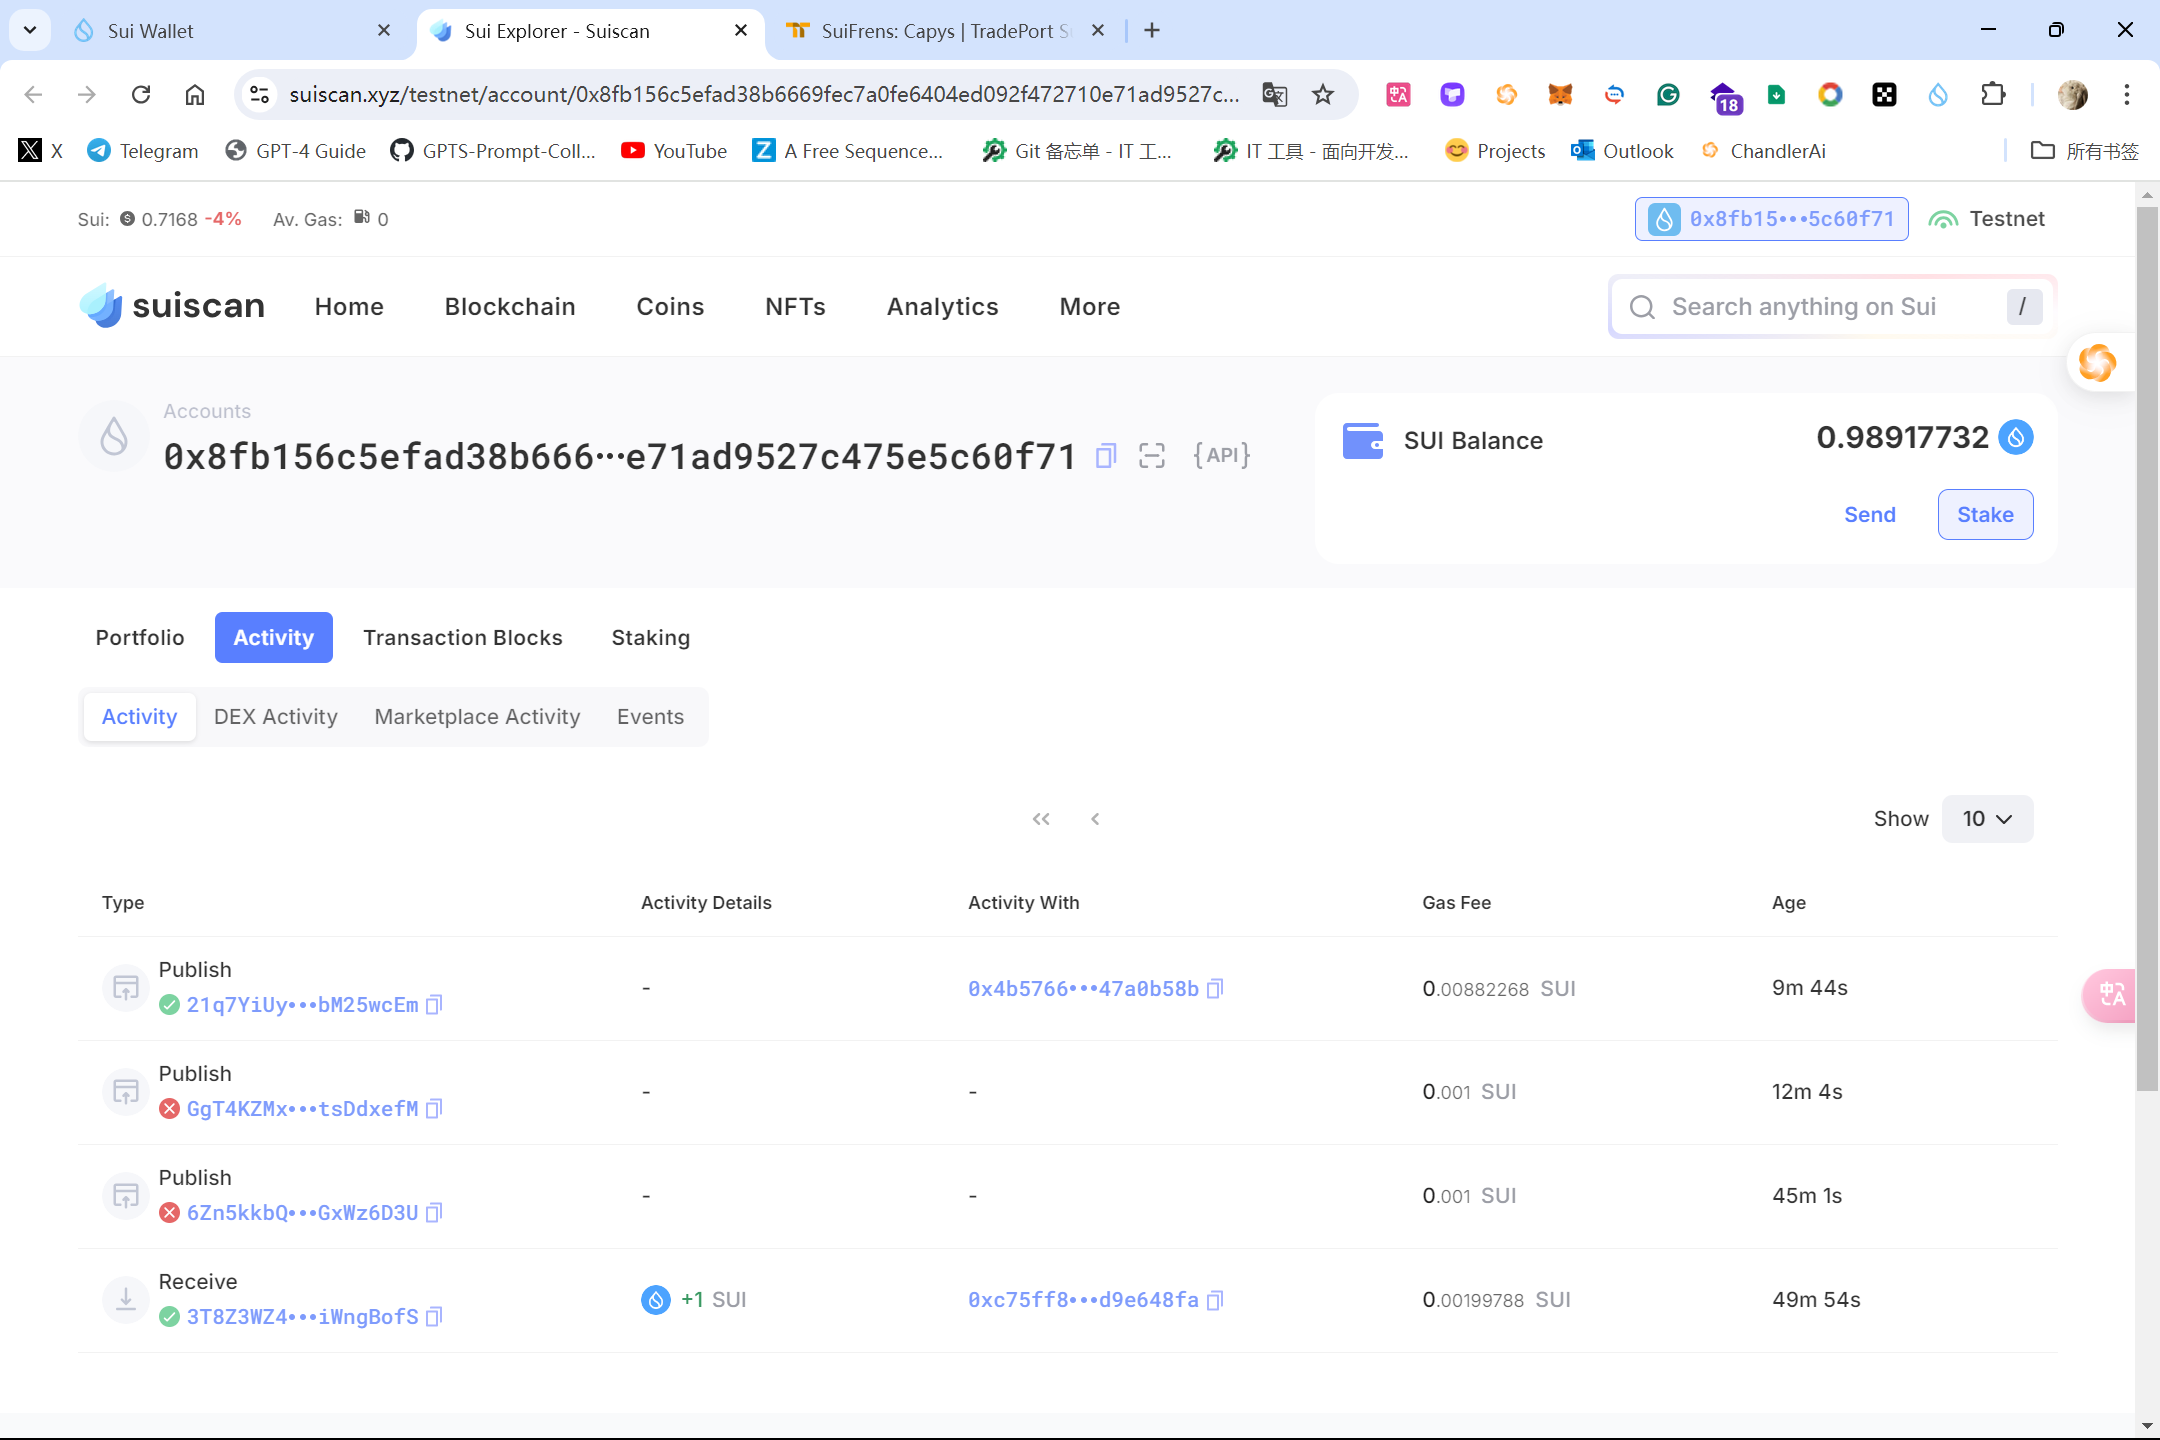 Sui Wallet
Sui Explorer - Suiscan
SuiFrens: Capys | TradePort S
suiscan.xyz/testnet/account/0x8fb156c5efad38b6669fec7a0fe6404ed092f472710e71ad9527c...
18
X
Telegram
GPT-4 Guide
GPTS-Prompt-Coll...
YouTube
A Free Sequence...
Git 备忘单 - IT 工...
IT 工具 - 面向开发...
Projects
Outlook
ChandlerAi
所有书签
Sui: 0.7168 -4% Av. Gas: 0
0x8fb15•••5c60f71
Testnet
suiscan
Home
Blockchain
Coins
NFTs
Analytics
More
Search anything on Sui /
Accounts
0x8fb156c5efad38b666···e71ad9527c475e5c60f71
{API}
SUI Balance
0.98917732
Send
Stake
Portfolio
Activity
Transaction Blocks
Staking
Activity
DEX Activity
Marketplace Activity
Events
Show 10
Type Activity Details Activity With Gas Fee Age
Publish
21q7YiUy•••bM25wcEm - 0x4b5766•••47a0b58b 0.00882268 SUI 9m 44s
Publish
GgT4KZMx•••tsDdxefM - - 0.001 SUI 12m 4s
Publish
6Zn5kkbQ•••GxWz6D3U - - 0.001 SUI 45m 1s
Receive
3T8Z3WZ4•••iWngBofS +1 SUI 0xc75ff8•••d9e648fa 0.00199788 SUI 49m 54s
中A